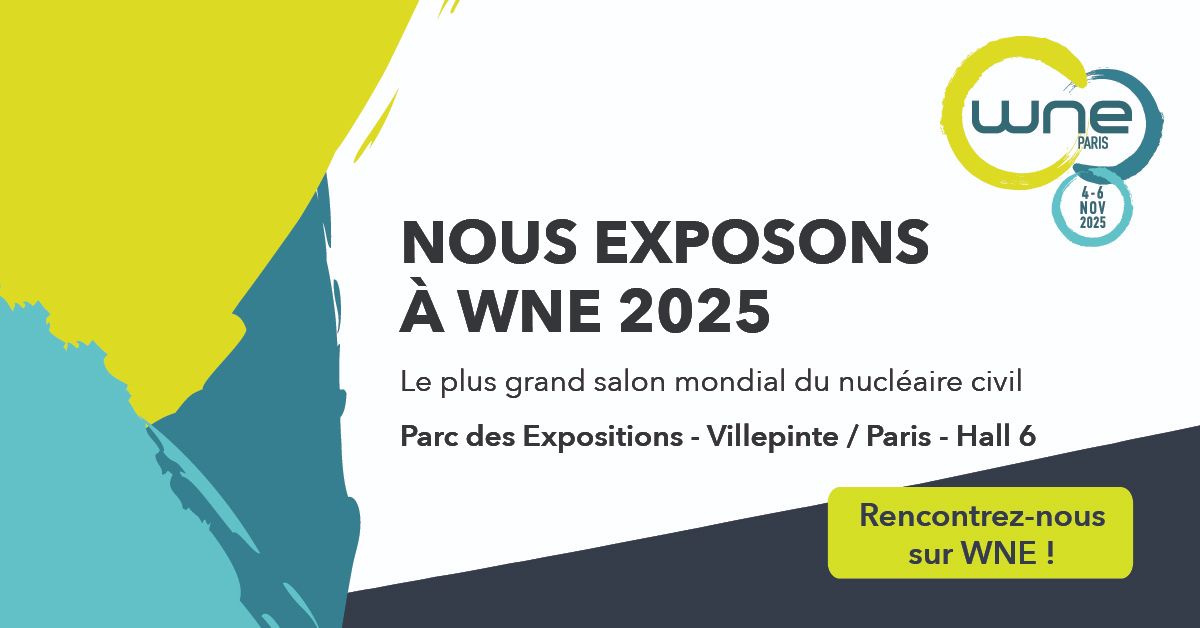 wne
PARIS
4-6
NOV
2025
NOUS EXPOSONS
À WNE 2025
Le plus grand salon mondial du nucléaire civil
Parc des Expositions - Villepinte / Paris - Hall 6
Rencontrez-nous
sur WNE !